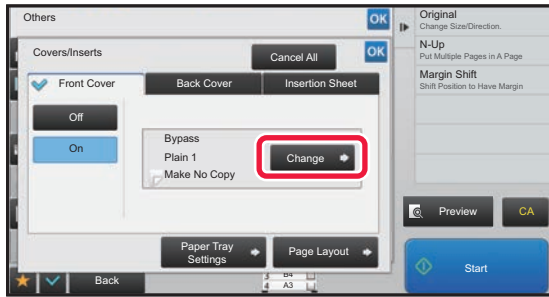 Others
OK
Covers/Inserts
Cancel All
OK
Front Cover
Back Cover
Insertion Sheet
Off
On
Bypass
Plain 1
Make No Copy
Change
Paper Tray
Settings
Page Layout
Back
3 B4
4 A3
Original
Change Size/Direction.
N-Up
Put Multiple Pages in A Page
Margin Shift
Shift Position to Have Margin
Preview
CA
Start